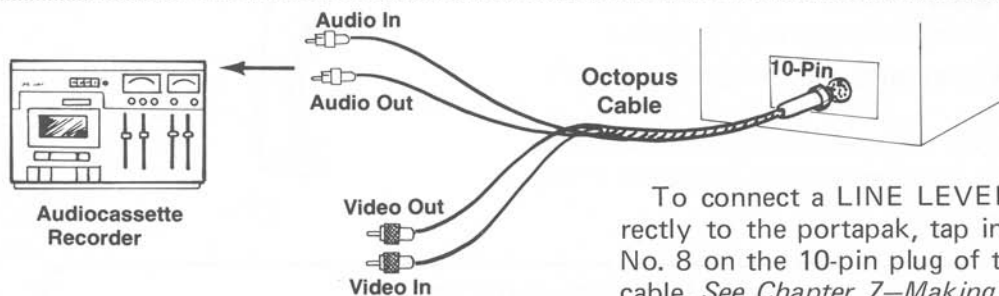 Audio In
Audio Out
Octopus
Cable
10-Pin
Audiocassette
Recorder
Video Out
Video In
To connect a LINE LEVEL
rectly to the portapak, tap in
No. 8 on the 10-pin plug of t
cable. See Chapter 7—Making